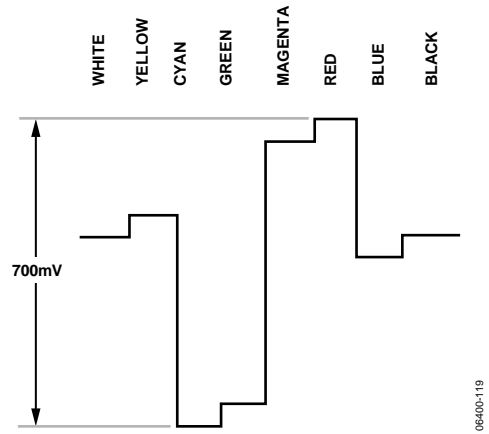 WHITE
YELLOW
CYAN
GREEN
MAGENTA
RED
BLUE
BLACK
700mV
06400-119